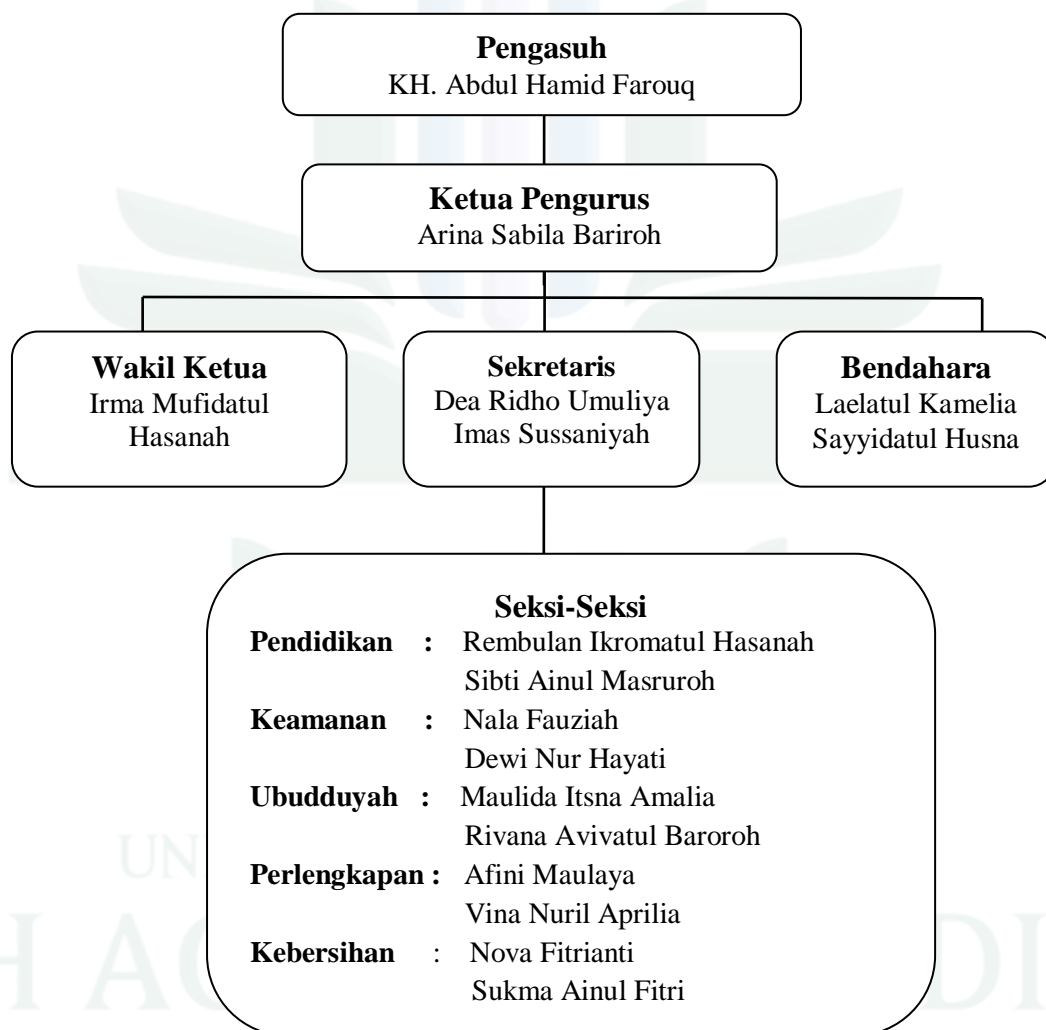 Pengasuh
KH. Abdul Hamid Farouq
Ketua Pengurus
Arina Sabila Bariroh
Wakil Ketua
Irma Mufidatul
Hasanah
Sekretaris
Dea Ridho Umuliya
Imas Sussaniyah
Bendahara
Laelatul Kamelia
Sayyidatul Husna
Seksi-Seksi
Pendidikan : Rembulan Ikromatul Hasanah
Sibti Ainul Masruroh
Keamanan : Nala Fauziah
Dewi Nur Hayati
Ubudduyah : Maulida Itsna Amalia
Rivana Avivatul Baroroh
Perlengkapan : Afini Maulaya
Vina Nuril Aprilia
Kebersihan : Nova Fitrianti
Sukma Ainul Fitri